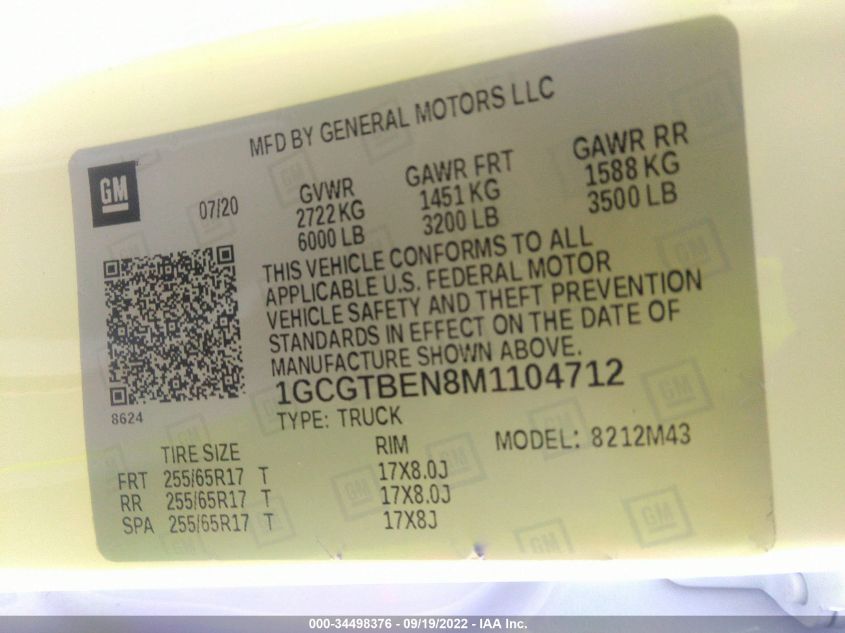 MFD BY GENERAL MOTORS LLC
GM
07/20
GVWR GAWR FRT GAWR RR
2722 KG 1451 KG 1588 KG
6000 LB 3200 LB 3500 LB
THIS VEHICLE CONFORMS TO ALL
APPLICABLE U.S. FEDERAL MOTOR
VEHICLE SAFETY AND THEFT PREVENTION
STANDARDS IN EFFECT ON THE DATE OF
MANUFACTURE SHOWN ABOVE.
1GCGTBEN8M1104712
8624
TYPE: TRUCK
MODEL: 8212M43
TIRE SIZE RIM
FRT 255/65R17 T 17X8.0J
RR 255/65R17 T 17X8.0J
SPA 255/65R17 T 17X8J
000-34498376 - 09/19/2022 - IAA Inc.